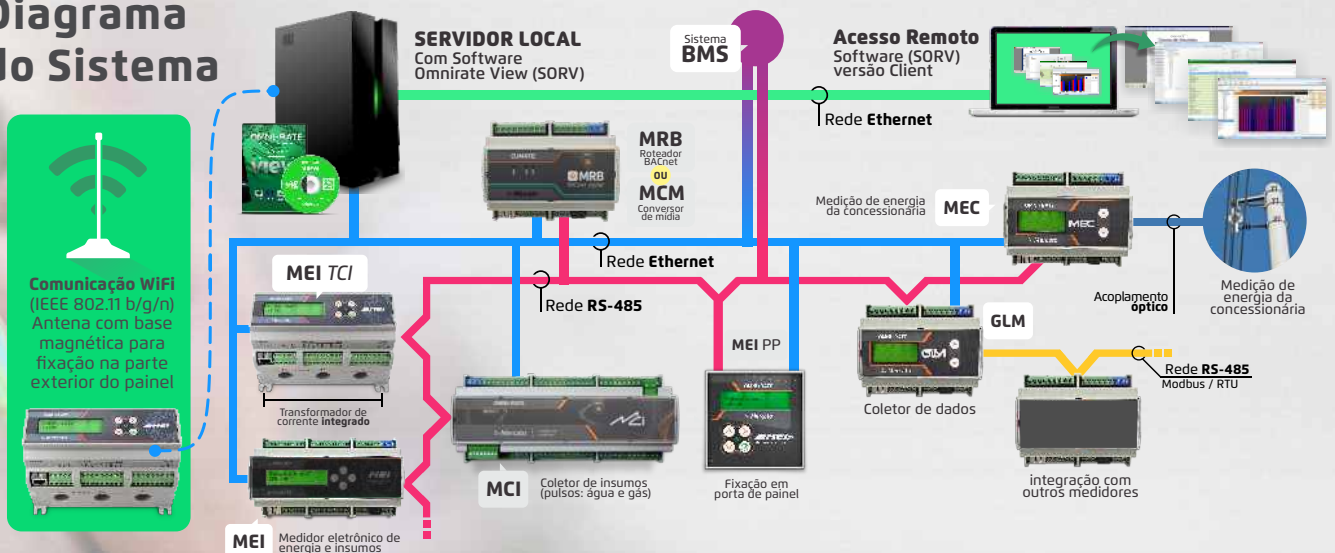 Diagrama
do Sistema
SERVIDOR LOCAL
Com Software
Omnirate View (SORV)
Sistema
BMS
Acesso Remoto
Software (SORV)
versão Client
Rede Ethernet
MRB
Roteador
BACnet
ou
MCM
Conversor
de mídia
MRB
Medição de energia
da concessionária
MEC
MEC
Medição de
energia da
concessionária
Acoplamento
óptico
Rede Ethernet
Rede RS-485
Comunicação WiFi
(IEEE 802.11 b/g/n)
Antena com base
magnética para
fixação na parte
exterior do painel
MEI TCI
Transformador de
corrente integrado
MEI
Medidor eletrônico de
energia e insumos
MCI
Coletor de insumos
(pulsos: água e gás)
MEI PP
Fixação em
porta de painel
GLM
GLM
Coletor de dados
Rede RS-485
Modbus / RTU
integração com
outros medidores